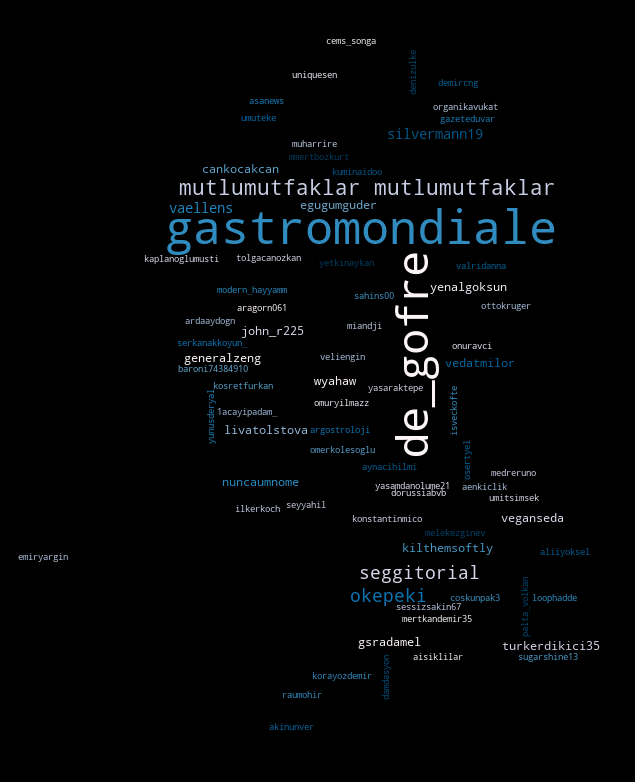 cems_songa
denizulke
uniquesen
demircng
asanews
organikavukat
umuteke
gazeteduvar
silvermann19
muharrire
mmertbozkurt
cankocakcan
kuminaidoo
mutlumutfaklar mutlumutfaklar
vaellens
egugumguder
gastromondiale
kaplanoglumusti
tolgacanozkan
yetkinaykan
valridanna
de_gofre
modern_hayyamm
sahins00
yenalgoksun
aragorn061
ottokruger
ardaaydogn
john_r225
miandji
serkanakkoyun_
onuravci
generalzeng
veliengin
vedatmilor
baroni74384910
kosretfurkan
wyahaw
yasaraktepe
yunusderyal
omuryilmazz
isveckofte
1acayipadam_
livatolstova
argostroloji
omerkolesoglu
osertyel
aynacihilmi
medreruno
nuncaumnome
yasamdanolume21
aenkiclik
dorussiabvb
umitsimsek
ilkerkoch
seyyahil
konstantinmico
veganseda
melekezginev
kilthemsoftly
aliiyoksel
emiryargin
seggitorial
palta_volkan
okepeki
coskunpak3
loophadde
sessizsakin67
mertkandemir35
gsradamel
turkerdikici35
aisiklilar
sugarshine13
damdasyon
korayozdemir
raumohir
akinunver